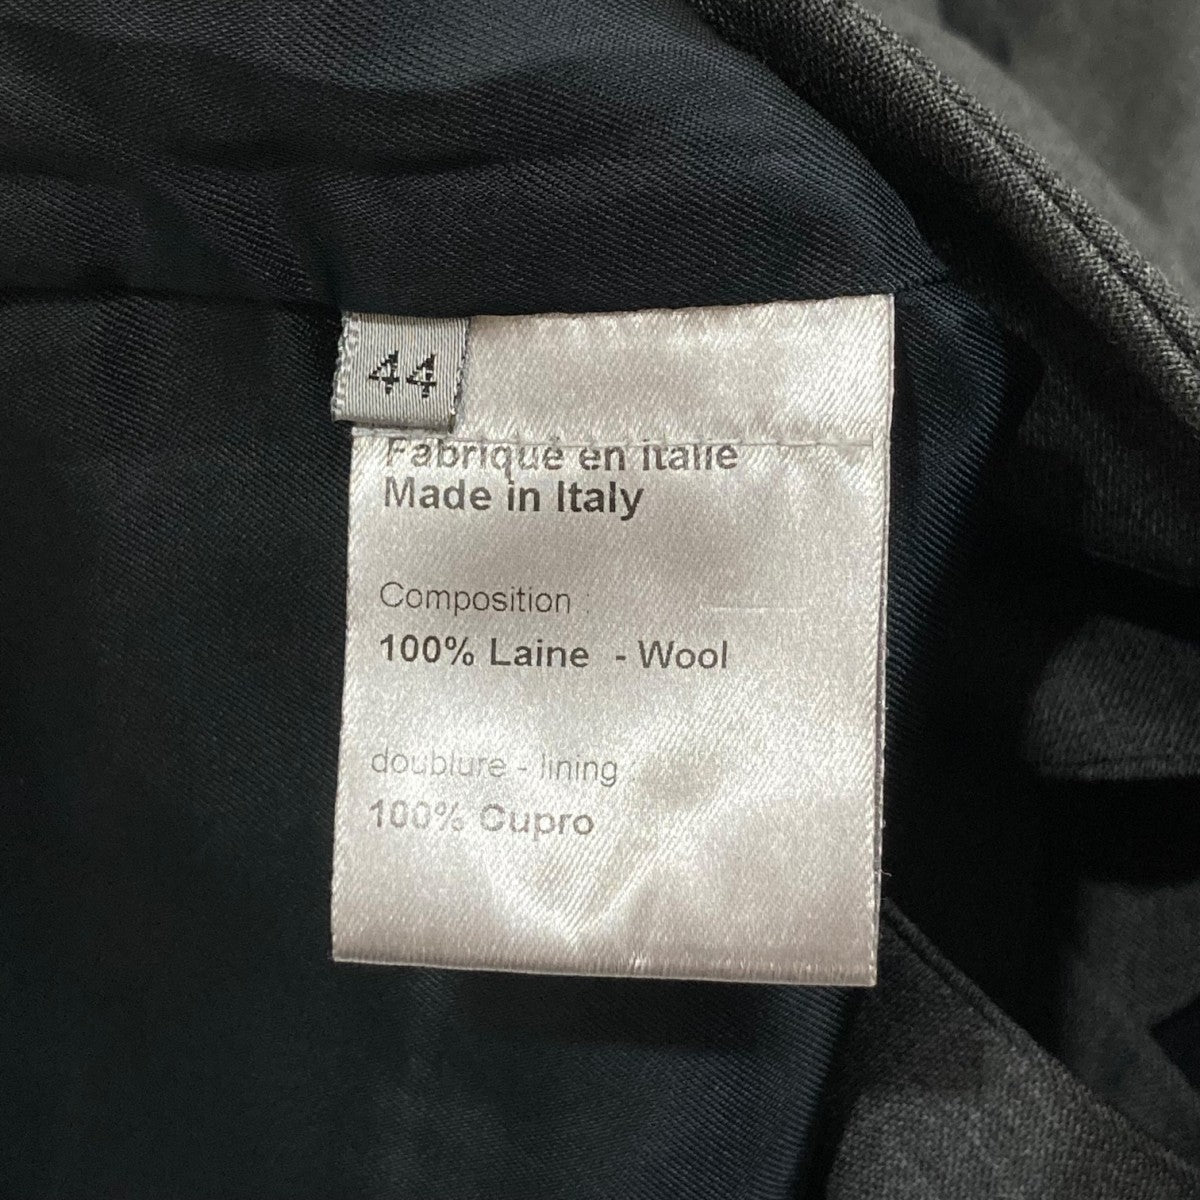 44
Fabriqué en Italie
Made in Italy
Composition :
100% Laine - Wool
doublure - lining :
100% Cupro